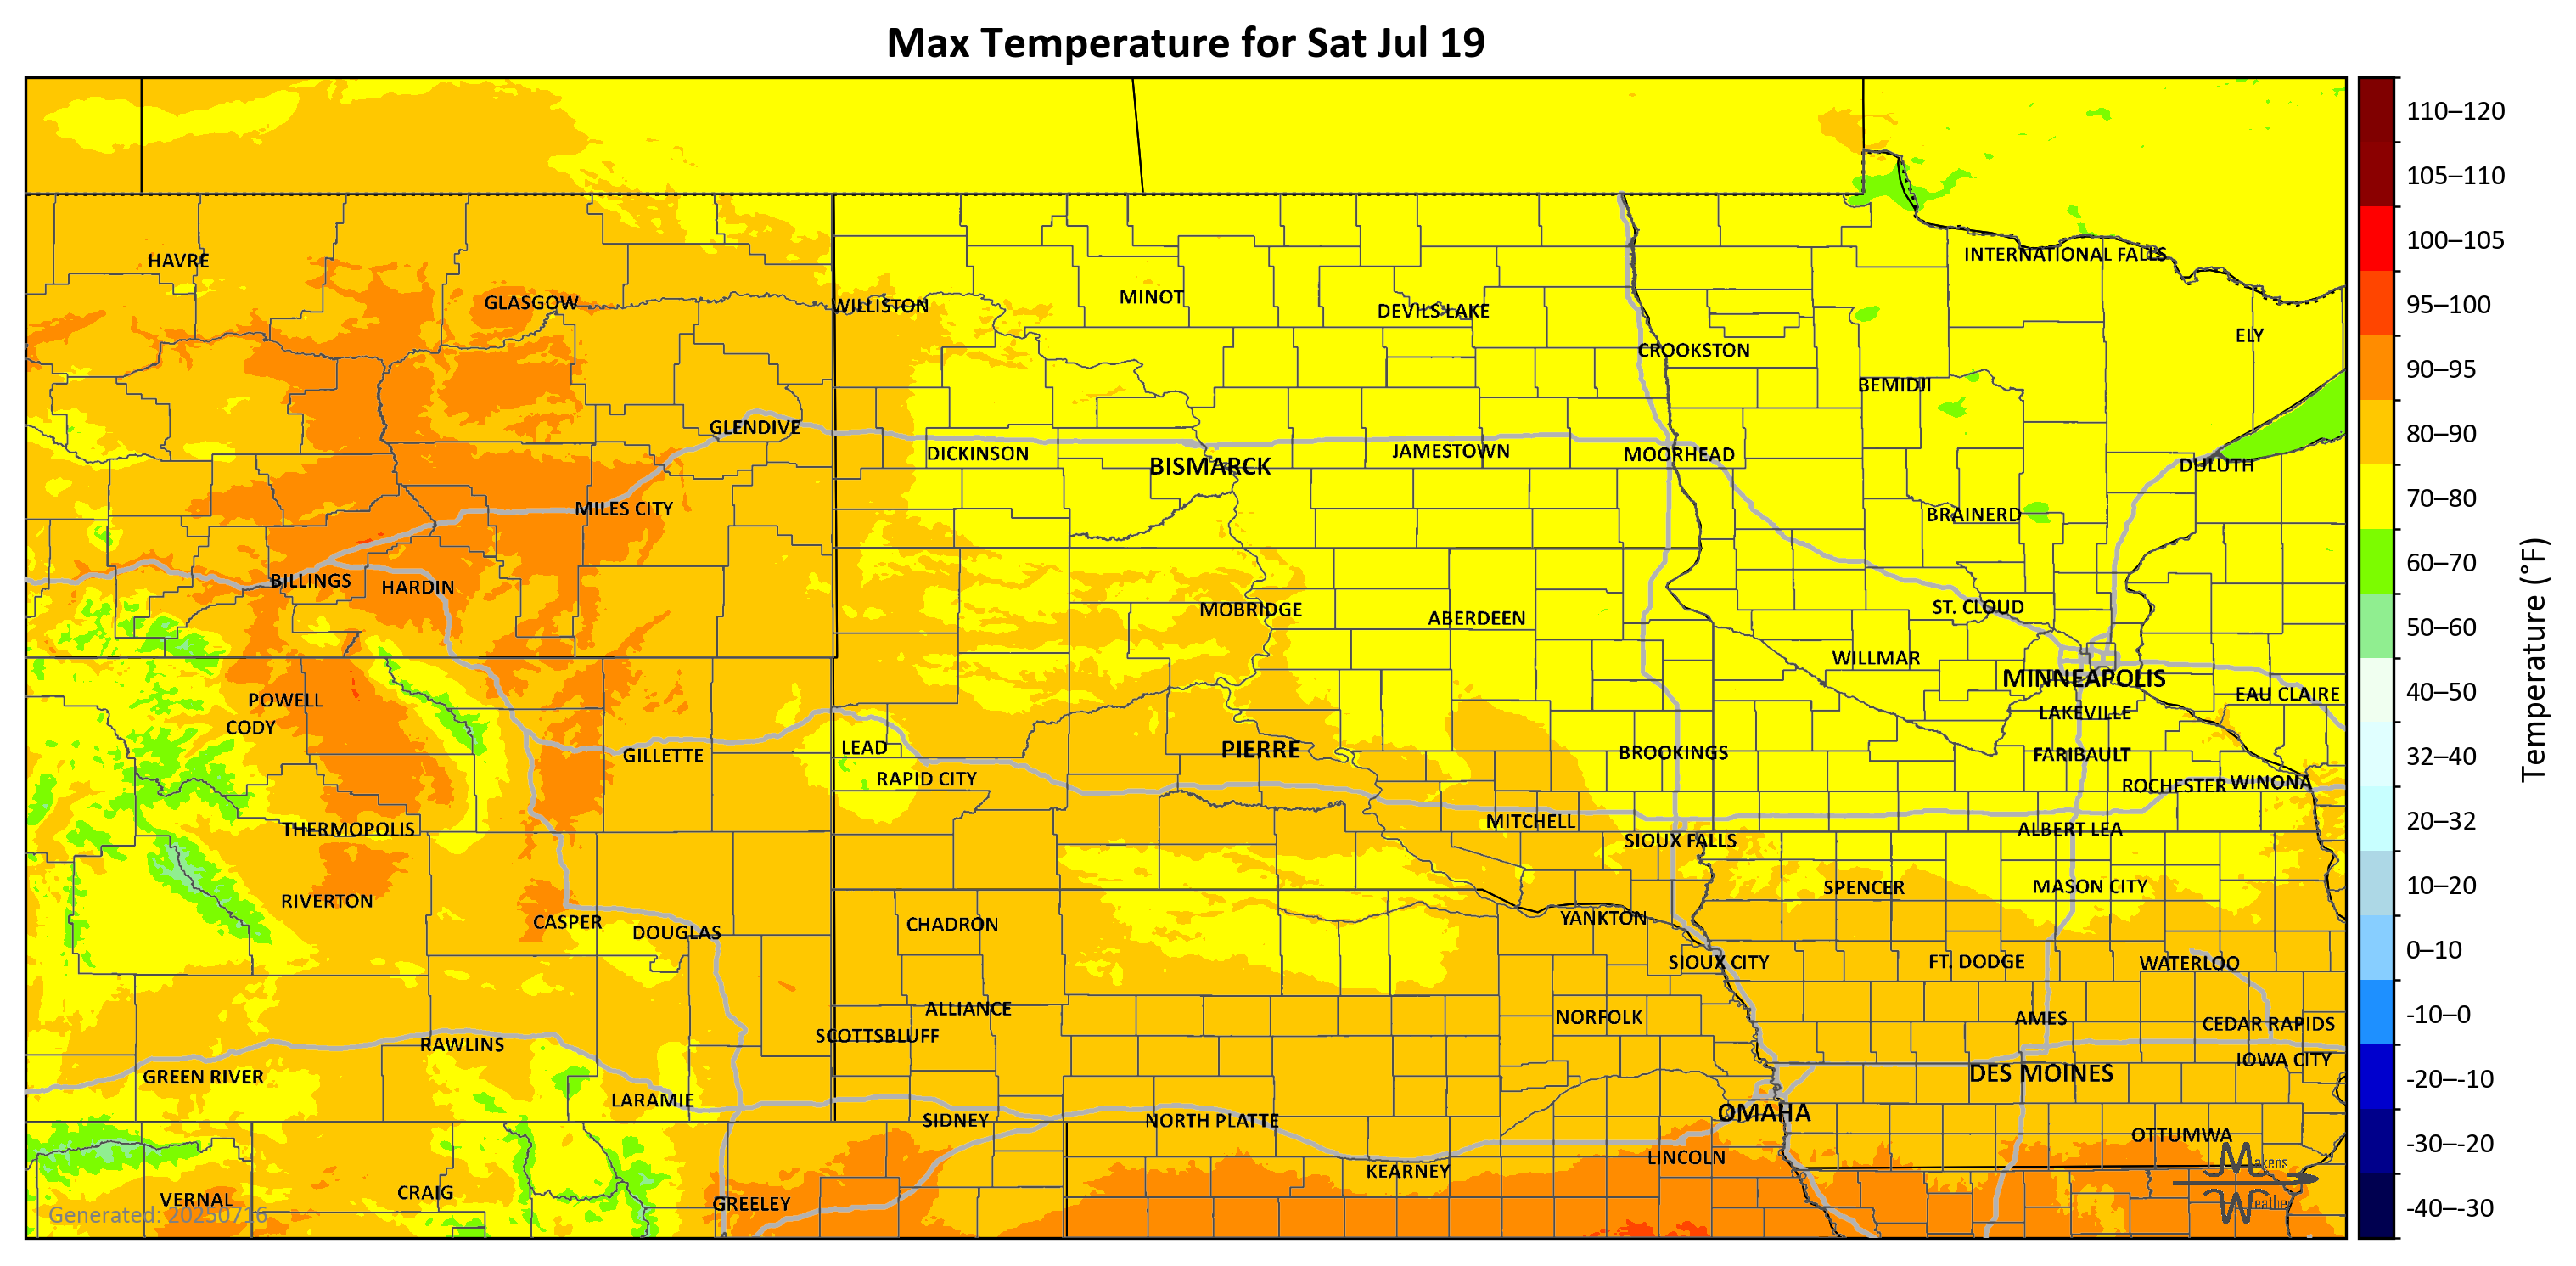 Max Temperature for Sat Jul 19
HAVRE
GLASGOW
WILLISTON
MINOT
DEVILS LAKE
CROOKSTON
INTERNATIONAL FALLS
ELY
BEMIDJI
GLENDIVE
DICKINSON
BISMARCK
JAMESTOWN
MOORHEAD
DULUTH
MILES CITY
BRAINERD
BILLINGS
HARDIN
MOBRIDGE
ABERDEEN
ST. CLOUD
WILLMAR
MINNEAPOLIS
EAU CLAIRE
POWELL
CODY
LAKEVILLE
GILLETTE
LEAD
PIERRE
BROOKINGS
FARIBAULT
RAPID CITY
ROCHESTER
WINONA
THERMOPOLIS
MITCHELL
SIOUX FALLS
ALBERT LEA
RIVERTON
SPENCER
MASON CITY
CASPER
DOUGLAS
CHADRON
YANKTON
SIOUX CITY
FT. DODGE
WATERLOO
ALLIANCE
NORFOLK
AMES
CEDAR RAPIDS
SCOTTSBLUFF
RAWLINS
IOWA CITY
GREEN RIVER
DES MOINES
LARAMIE
SIDNEY
NORTH PLATTE
OMAHA
OTTUMWA
LINCOLN
KEARNEY
VERNAL
CRAIG
GREELEY
Generated: 20250716
Makens
Weather
110–120
105–110
100–105
95–100
90–95
80–90
70–80
60–70
50–60
40–50
32–40
20–32
10–20
0–10
-10–0
-20–-10
-30–-20
-40–-30
Temperature (°F)